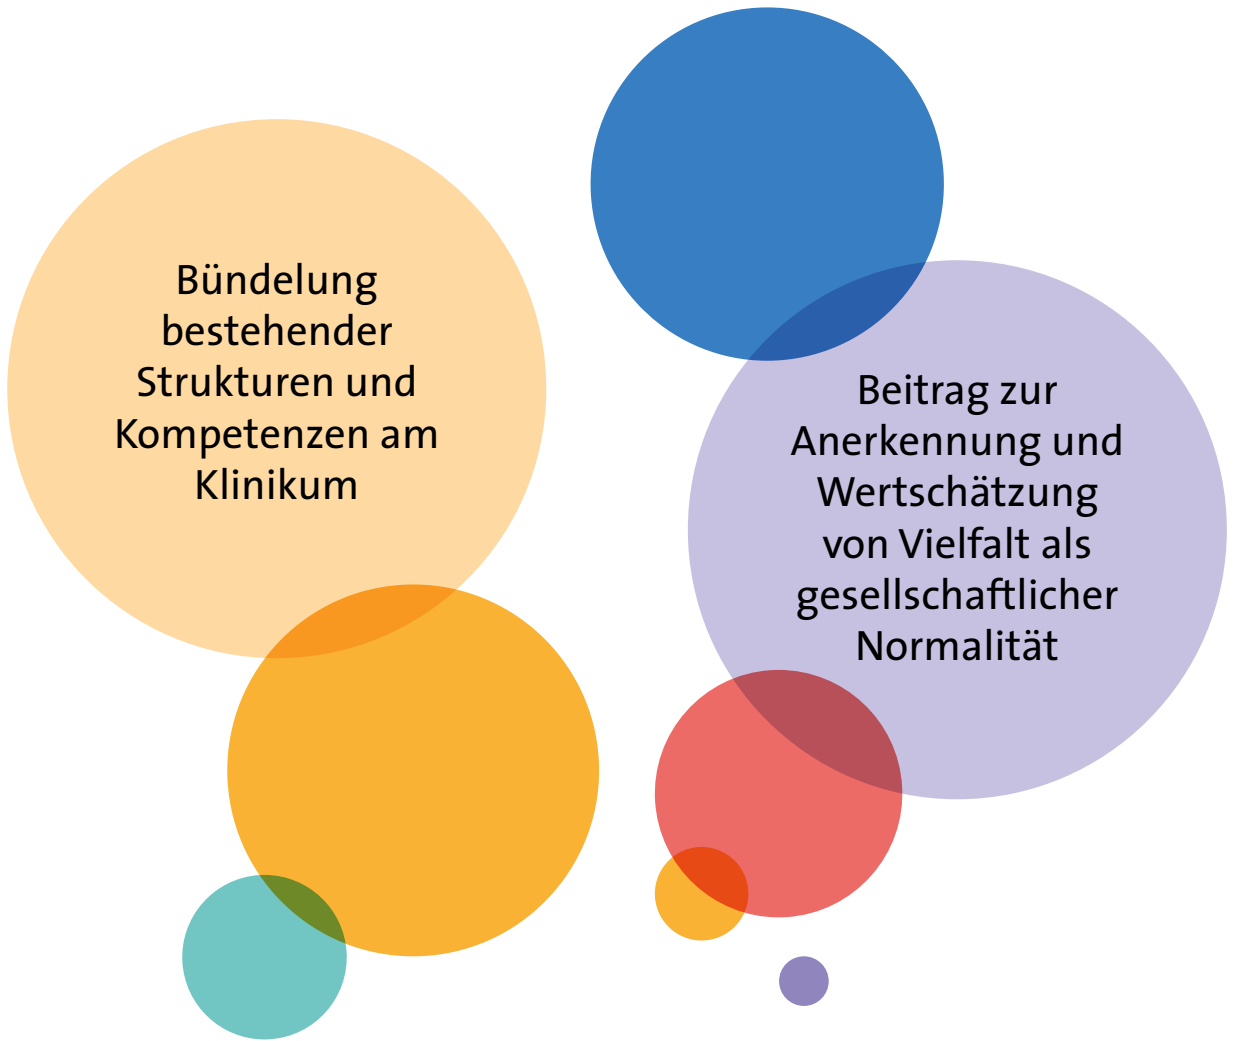 Bündelung
bestehender
Strukturen und
Kompetenzen am
Klinikum
Beitrag zur
Anerkennung und
Wertschätzung
von Vielfalt als
gesellschaftlicher
Normalität